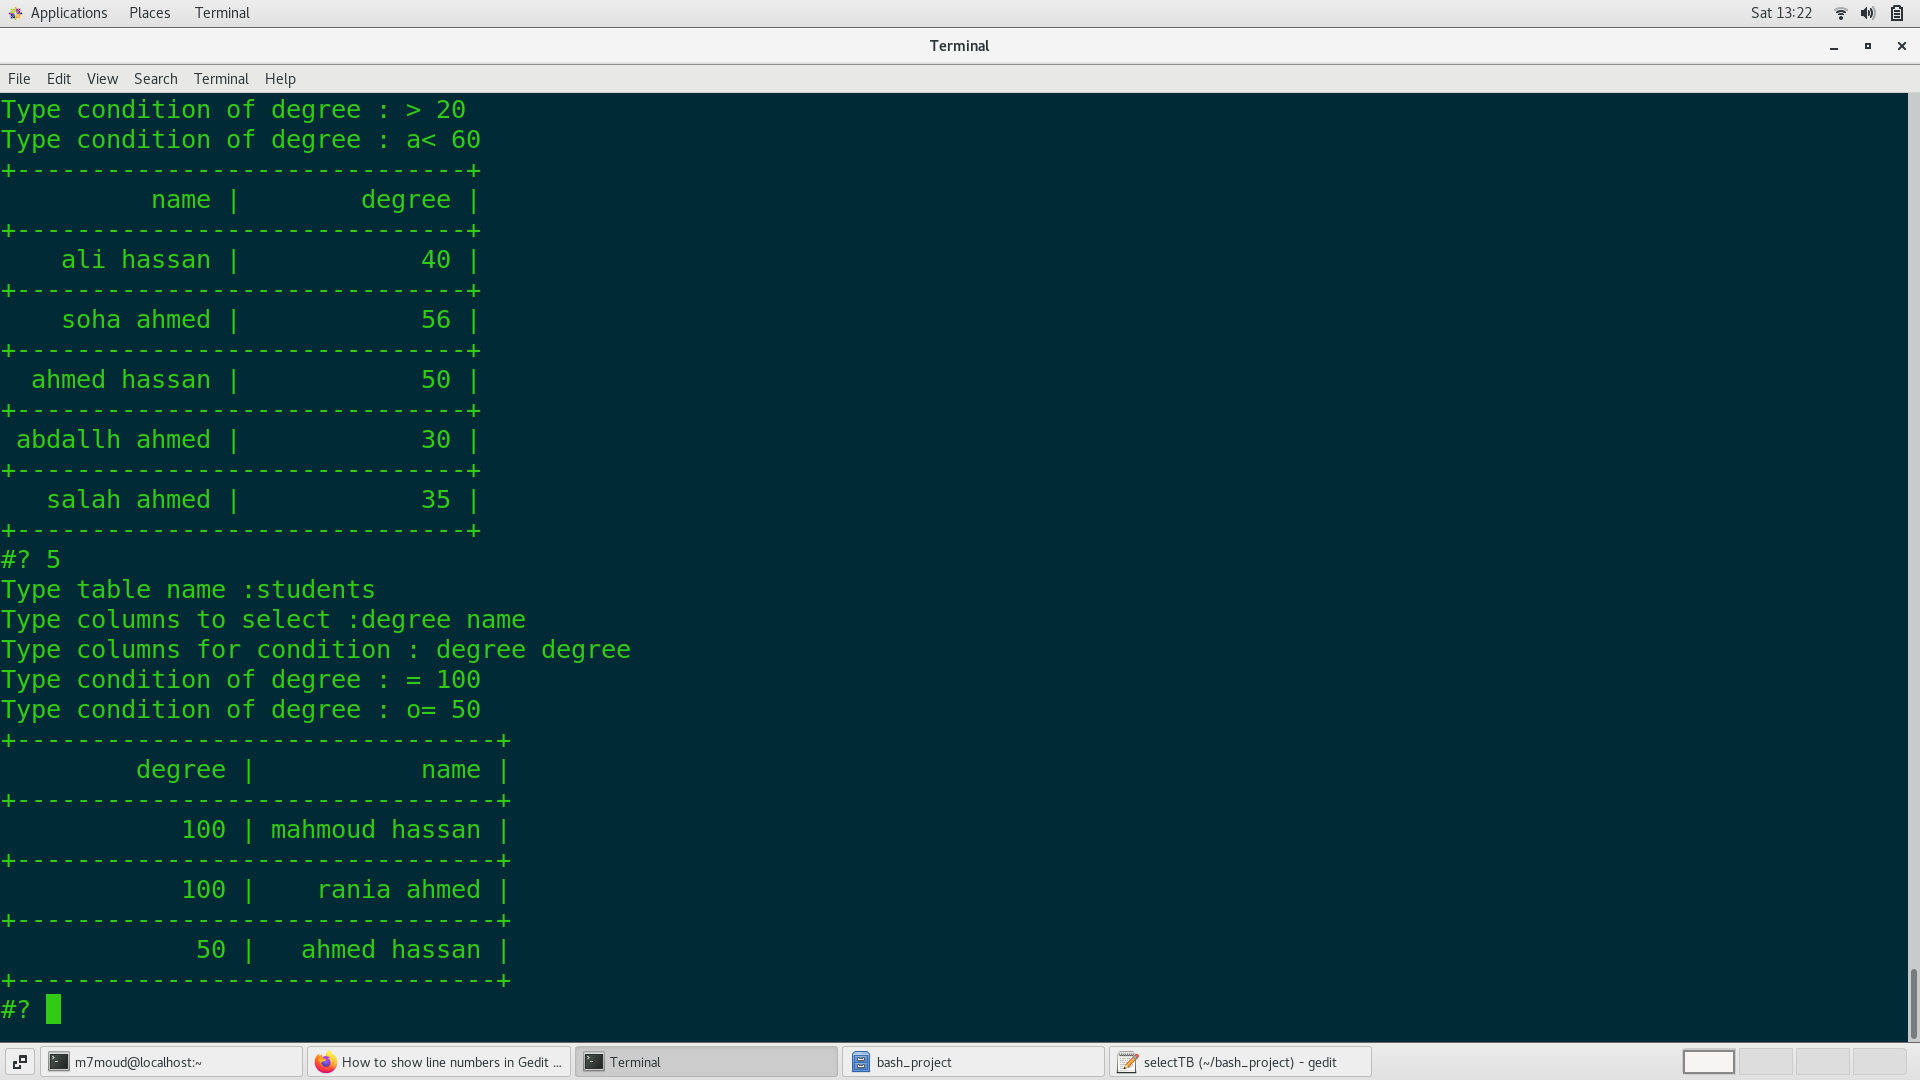 Applications Places Terminal Sat 13:22
Terminal
File Edit View Search Terminal Help
Type condition of degree : > 20
Type condition of degree : a< 60
+------------------------------+
name | degree |
+------------------------------+
ali hassan | 40 |
+------------------------------+
soha ahmed | 56 |
+------------------------------+
ahmed hassan | 50 |
+------------------------------+
abdallh ahmed | 30 |
+------------------------------+
salah ahmed | 35 |
+------------------------------+
#? 5
Type table name :students
Type columns to select :degree name
Type columns for condition : degree degree
Type condition of degree : = 100
Type condition of degree : o= 50
+--------------------------------+
degree | name |
+--------------------------------+
100 | mahmoud hassan |
+--------------------------------+
100 | rania ahmed |
+--------------------------------+
50 | ahmed hassan |
+--------------------------------+
#?
m7moud@localhost:~ How to show line numbers in Gedit ... Terminal bash_project selectTB (~/bash_project) - gedit